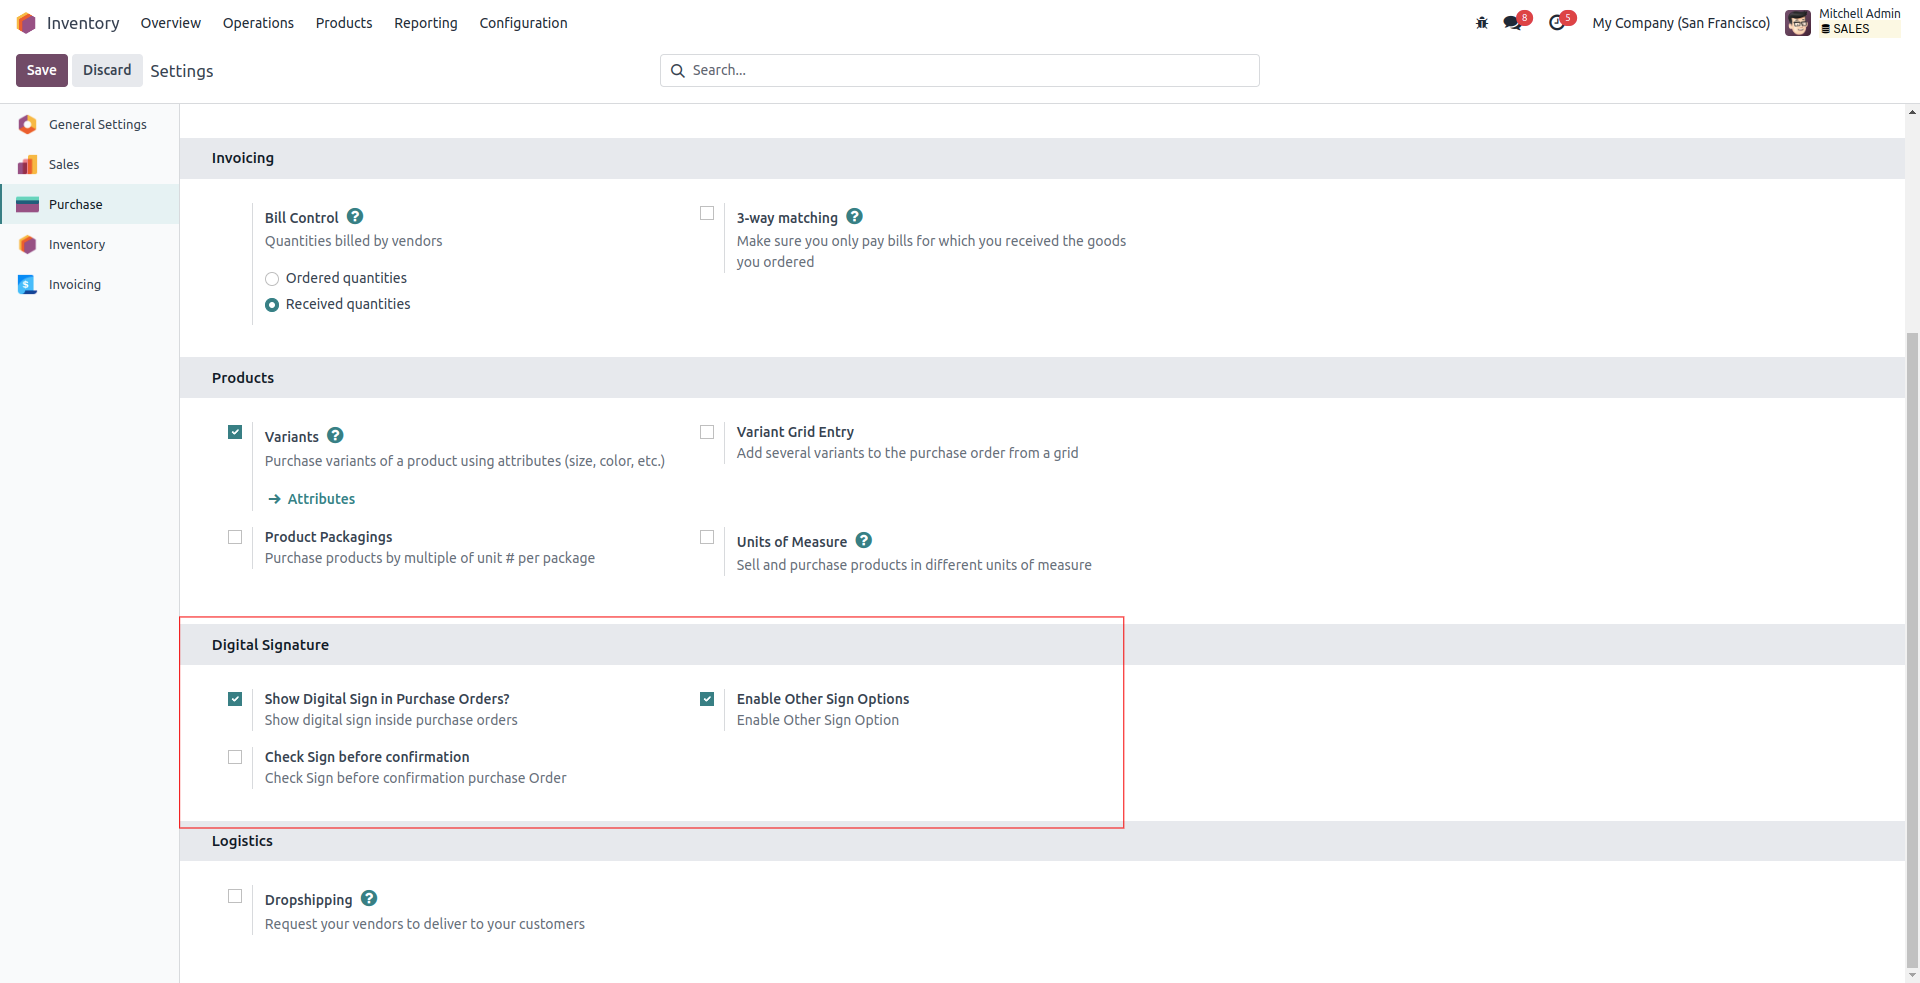 Inventory Overview Operations Products Reporting Configuration 8 5 My Company (San Francisco) Mitchell Admin
SALES
Save Discard Settings Search...
General Settings
Sales
Purchase
Inventory
Invoicing
Invoicing
Bill Control ?
Quantities billed by vendors
Ordered quantities
Received quantities
3-way matching ?
Make sure you only pay bills for which you received the goods
you ordered
Products
Variants ?
Purchase variants of a product using attributes (size, color, etc.)
Attributes
Variant Grid Entry
Add several variants to the purchase order from a grid
Product Packagings
Purchase products by multiple of unit # per package
Units of Measure ?
Sell and purchase products in different units of measure
Digital Signature
Show Digital Sign in Purchase Orders?
Show digital sign inside purchase orders
Enable Other Sign Options
Enable Other Sign Option
Check Sign before confirmation
Check Sign before confirmation purchase Order
Logistics
Dropshipping ?
Request your vendors to deliver to your customers